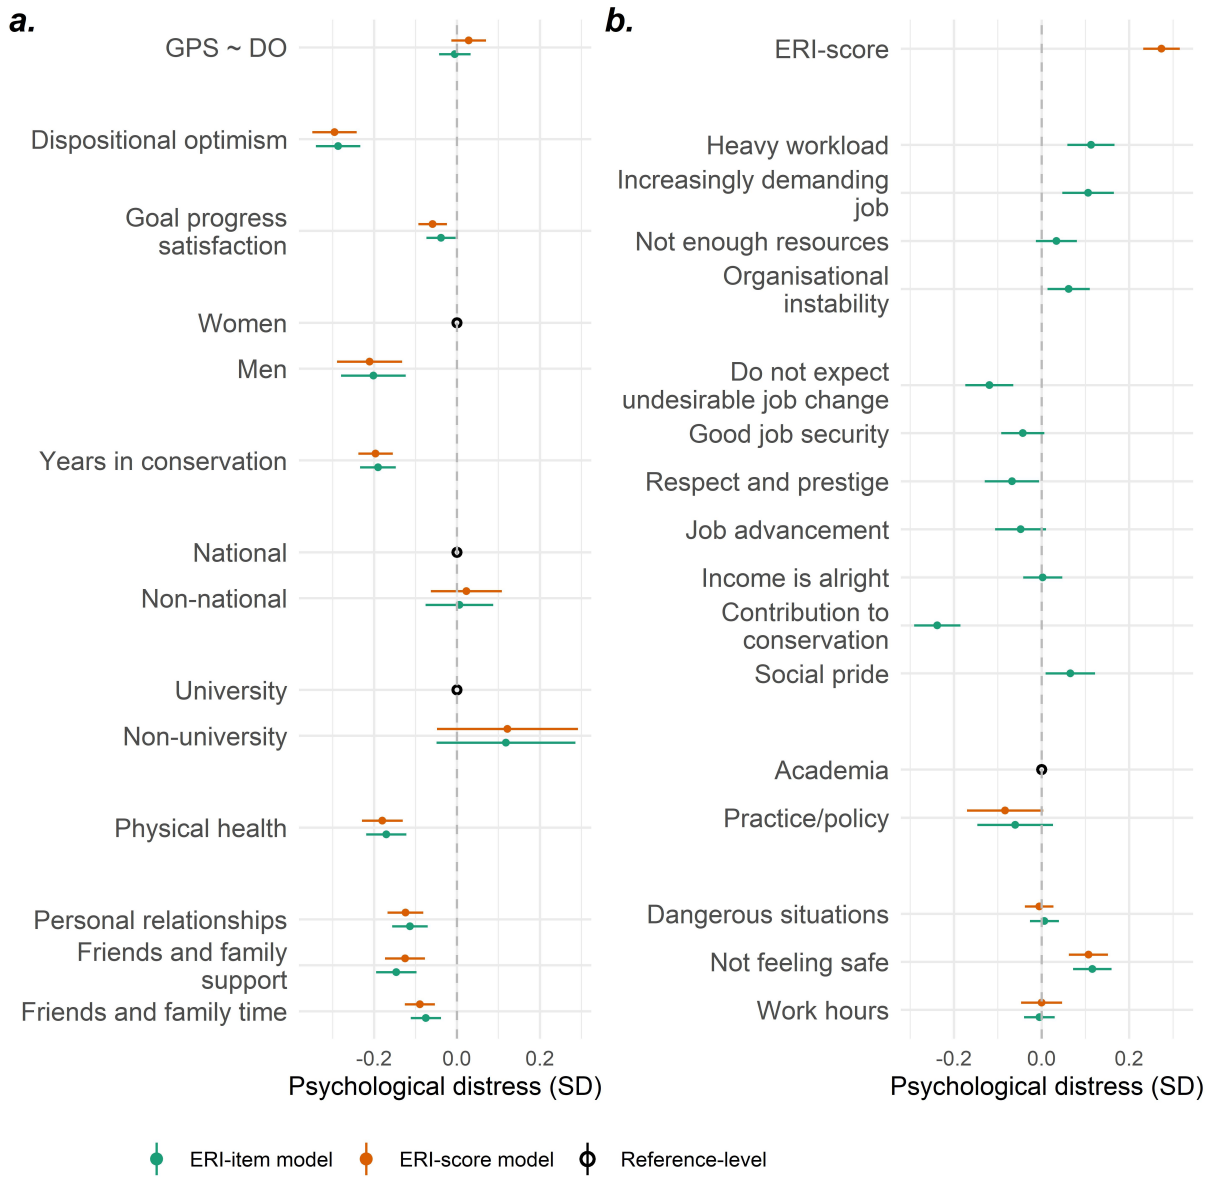 a.
GPS ~ DO
Dispositional optimism
Goal progress
satisfaction
Women
Men
Years in conservation
National
Non-national
University
Non-university
Physical health
Personal relationships
Friends and family
support
Friends and family time
-0.2 0.0 0.2
Psychological distress (SD)
b.
ERI-score
Heavy workload
Increasingly demanding
job
Not enough resources
Organisational
instability
Do not expect
undesirable job change
Good job security
Respect and prestige
Job advancement
Income is alright
Contribution to
conservation
Social pride
Academia
Practice/policy
Dangerous situations
Not feeling safe
Work hours
-0.2 0.0 0.2
Psychological distress (SD)
ERI-item model ERI-score model Reference-level